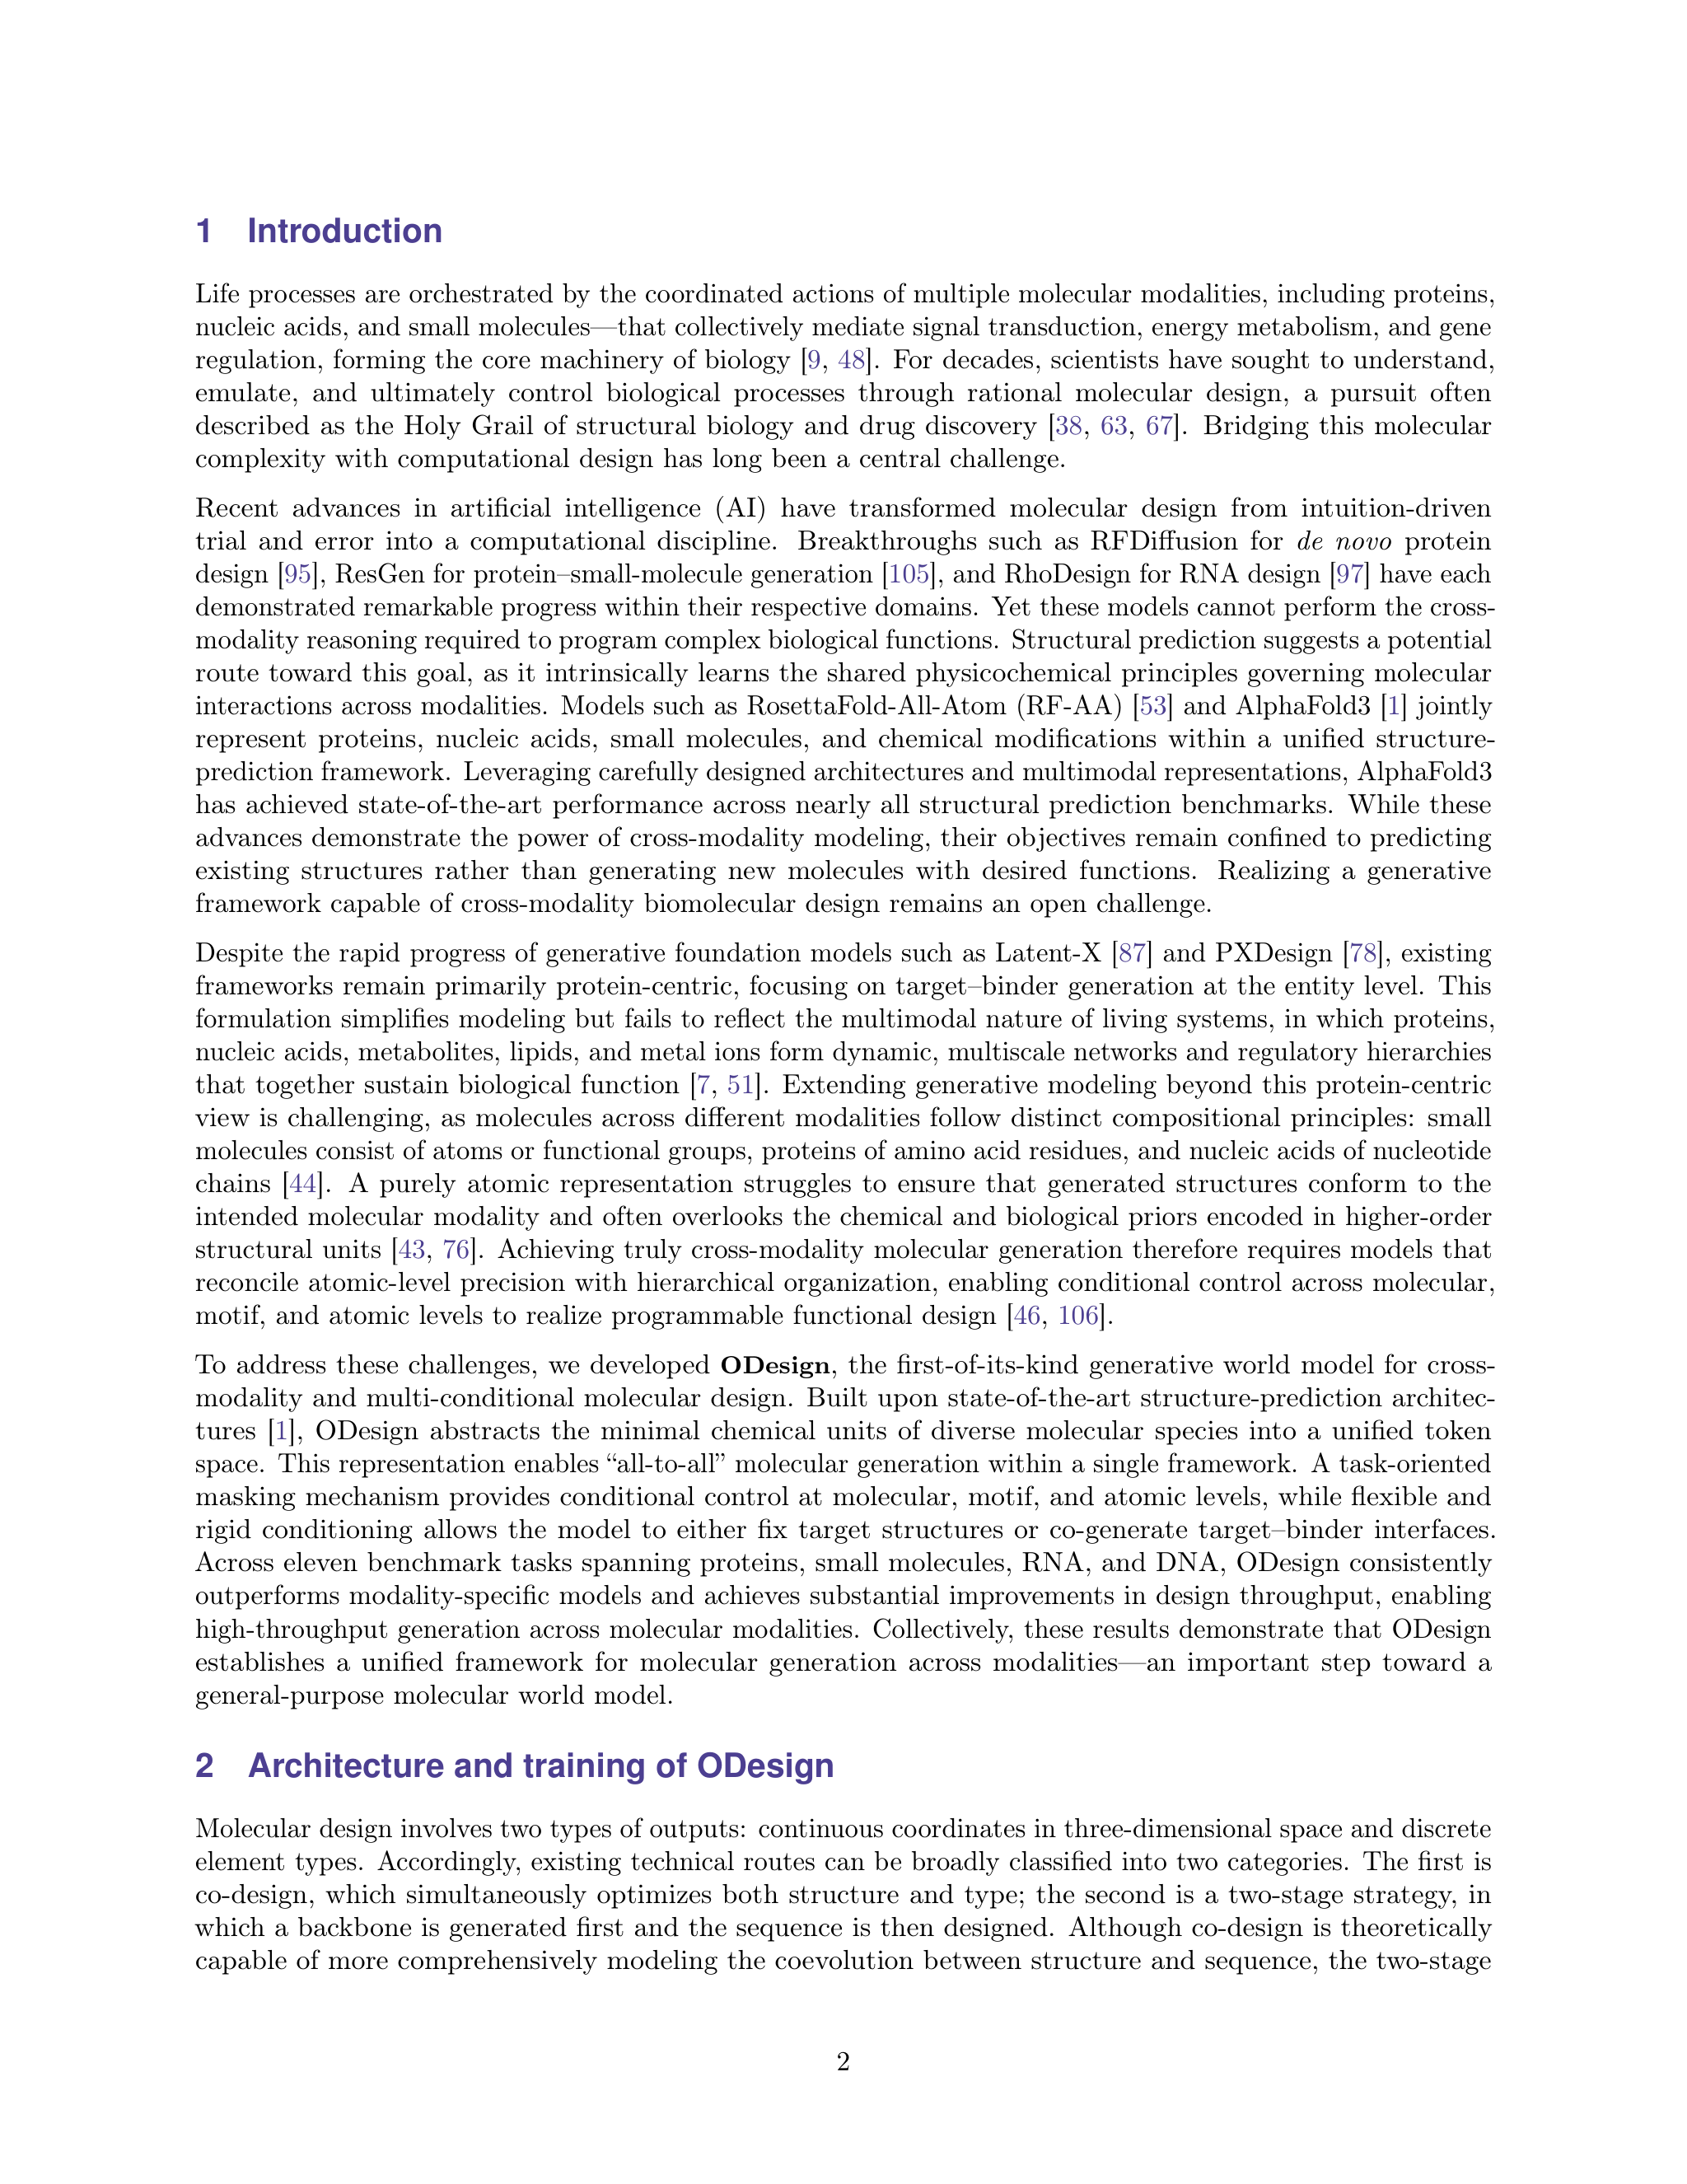 1 Introduction
Life processes are orchestrated by the coordinated actions of multiple molecular modalities, including proteins,
nucleic acids, and small molecules—that collectively mediate signal transduction, energy metabolism, and gene
regulation, forming the core machinery of biology [9, 48]. For decades, scientists have sought to understand,
emulate, and ultimately control biological processes through rational molecular design, a pursuit often
described as the Holy Grail of structural biology and drug discovery [38, 63, 67]. Bridging this molecular
complexity with computational design has long been a central challenge.
Recent advances in artificial intelligence (AI) have transformed molecular design from intuition-driven
trial and error into a computational discipline. Breakthroughs such as RFDiffusion for de novo protein
design [95], ResGen for protein–small-molecule generation [105], and RhoDesign for RNA design [97] have each
demonstrated remarkable progress within their respective domains. Yet these models cannot perform the cross-
modality reasoning required to program complex biological functions. Structural prediction suggests a potential
route toward this goal, as it intrinsically learns the shared physicochemical principles governing molecular
interactions across modalities. Models such as RosettaFold-All-Atom (RF-AA) [53] and AlphaFold3 [1] jointly
represent proteins, nucleic acids, small molecules, and chemical modifications within a unified structure-
prediction framework. Leveraging carefully designed architectures and multimodal representations, AlphaFold3
has achieved state-of-the-art performance across nearly all structural prediction benchmarks. While these
advances demonstrate the power of cross-modality modeling, their objectives remain confined to predicting
existing structures rather than generating new molecules with desired functions. Realizing a generative
framework capable of cross-modality biomolecular design remains an open challenge.
Despite the rapid progress of generative foundation models such as Latent-X [87] and PXDesign [78], existing
frameworks remain primarily protein-centric, focusing on target–binder generation at the entity level. This
formulation simplifies modeling but fails to reflect the multimodal nature of living systems, in which proteins,
nucleic acids, metabolites, lipids, and metal ions form dynamic, multiscale networks and regulatory hierarchies
that together sustain biological function [7, 51]. Extending generative modeling beyond this protein-centric
view is challenging, as molecules across different modalities follow distinct compositional principles: small
molecules consist of atoms or functional groups, proteins of amino acid residues, and nucleic acids of nucleotide
chains [44]. A purely atomic representation struggles to ensure that generated structures conform to the
intended molecular modality and often overlooks the chemical and biological priors encoded in higher-order
structural units [43, 76]. Achieving truly cross-modality molecular generation therefore requires models that
reconcile atomic-level precision with hierarchical organization, enabling conditional control across molecular,
motif, and atomic levels to realize programmable functional design [46, 106].
To address these challenges, we developed ODesign, the first-of-its-kind generative world model for cross-
modality and multi-conditional molecular design. Built upon state-of-the-art structure-prediction architec-
tures [1], ODesign abstracts the minimal chemical units of diverse molecular species into a unified token
space. This representation enables “all-to-all” molecular generation within a single framework. A task-oriented
masking mechanism provides conditional control at molecular, motif, and atomic levels, while flexible and
rigid conditioning allows the model to either fix target structures or co-generate target–binder interfaces.
Across eleven benchmark tasks spanning proteins, small molecules, RNA, and DNA, ODesign consistently
outperforms modality-specific models and achieves substantial improvements in design throughput, enabling
high-throughput generation across molecular modalities. Collectively, these results demonstrate that ODesign
establishes a unified framework for molecular generation across modalities—an important step toward a
general-purpose molecular world model.
2 Architecture and training of ODesign
Molecular design involves two types of outputs: continuous coordinates in three-dimensional space and discrete
element types. Accordingly, existing technical routes can be broadly classified into two categories. The first is
co-design, which simultaneously optimizes both structure and type; the second is a two-stage strategy, in
which a backbone is generated first and the sequence is then designed. Although co-design is theoretically
capable of more comprehensively modeling the coevolution between structure and sequence, the two-stage
2